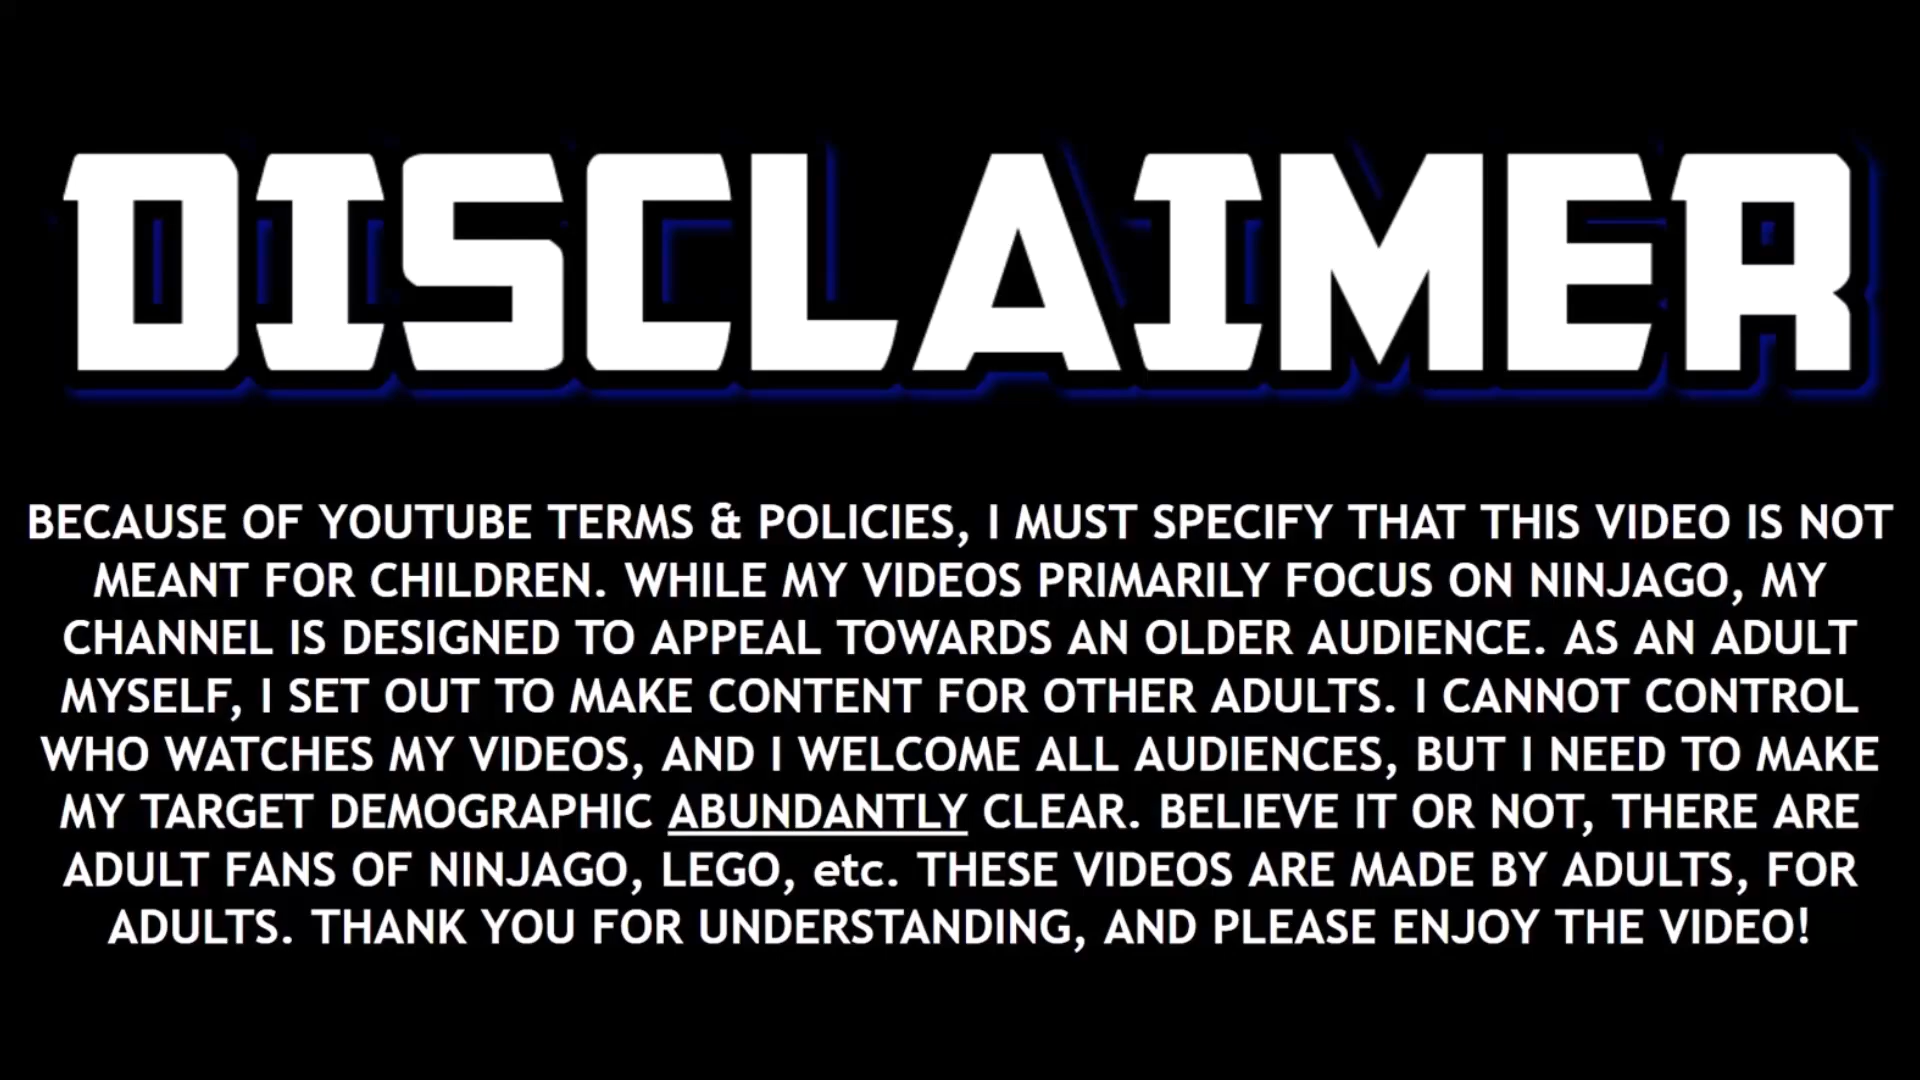 DISCLAIMER
BECAUSE OF YOUTUBE TERMS & POLICIES, I MUST SPECIFY THAT THIS VIDEO IS NOT
MEANT FOR CHILDREN. WHILE MY VIDEOS PRIMARILY FOCUS ON NINJAGO, MY
CHANNEL IS DESIGNED TO APPEAL TOWARDS AN OLDER AUDIENCE. AS AN ADULT
MYSELF, I SET OUT TO MAKE CONTENT FOR OTHER ADULTS. I CANNOT CONTROL
WHO WATCHES MY VIDEOS, AND I WELCOME ALL AUDIENCES, BUT I NEED TO MAKE
MY TARGET DEMOGRAPHIC ABUNDANTLY CLEAR. BELIEVE IT OR NOT, THERE ARE
ADULT FANS OF NINJAGO, LEGO, etc. THESE VIDEOS ARE MADE BY ADULTS, FOR
ADULTS. THANK YOU FOR UNDERSTANDING, AND PLEASE ENJOY THE VIDEO!